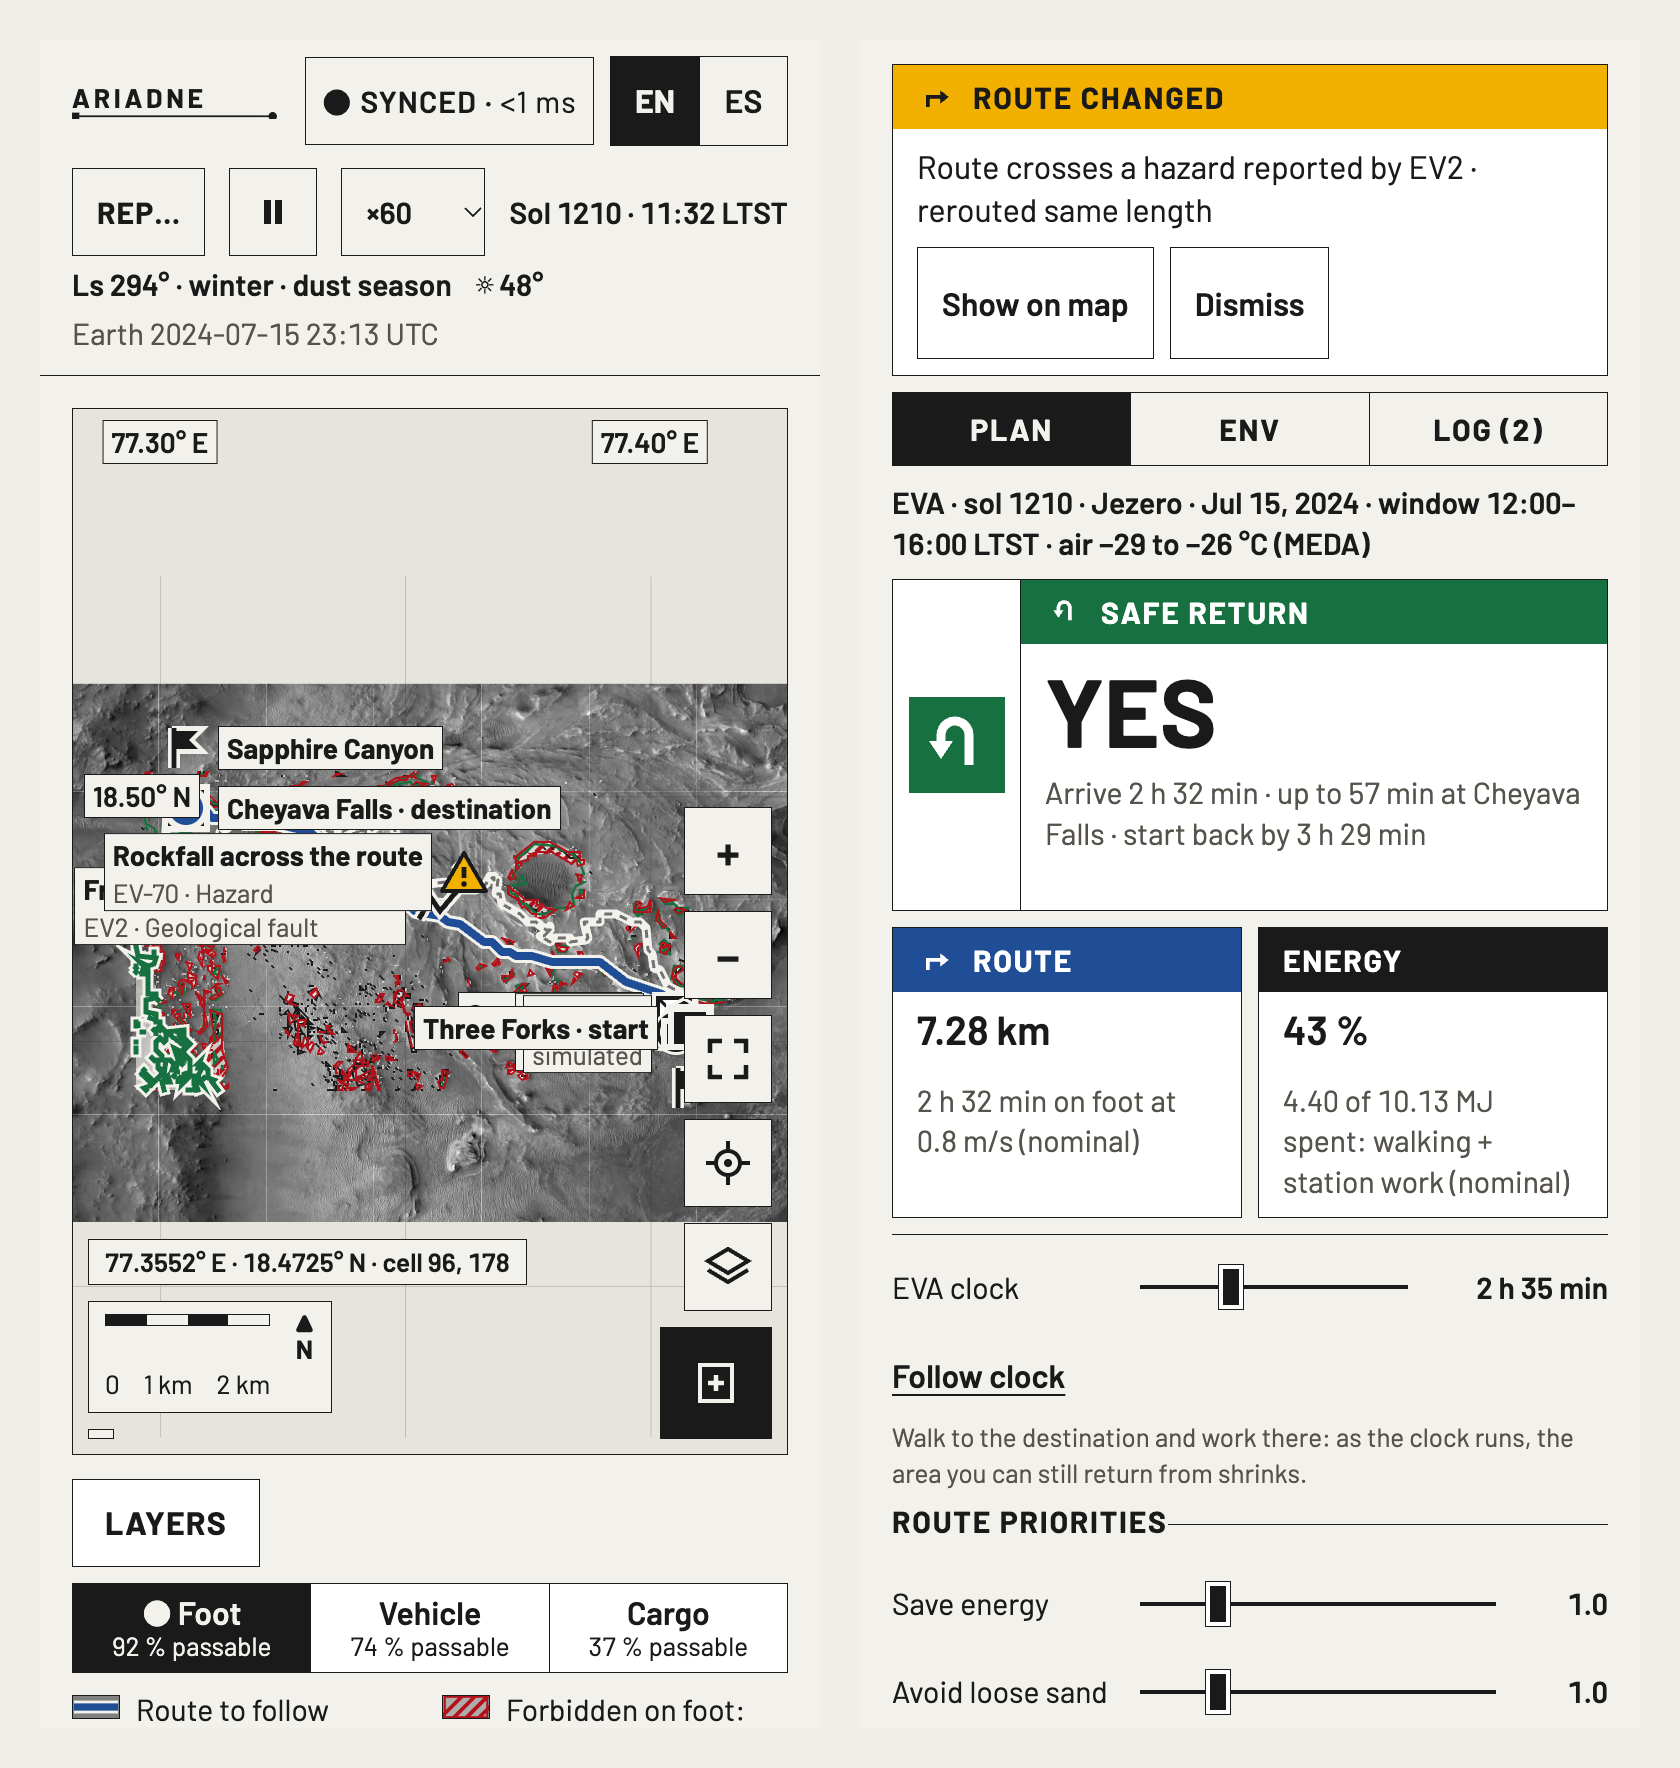 ARIADNE
SYNCED · <1 ms
EN
ES
REP...
×60
Sol 1210 · 11:32 LTST
Ls 294° · winter · dust season ☼ 48°
Earth 2024-07-15 23:13 UTC
77.30° E
77.40° E
Sapphire Canyon
18.50° N
Cheyava Falls · destination
Rockfall across the route
EV-70 · Hazard
EV2 · Geological fault
Three Forks · start
simulated
+
−
77.3552° E · 18.4725° N · cell 96, 178
N
0 1 km 2 km
LAYERS
Foot
92 % passable
Vehicle
74 % passable
Cargo
37 % passable
Route to follow
Forbidden on foot:
ROUTE CHANGED
Route crosses a hazard reported by EV2 ·
rerouted same length
Show on map
Dismiss
PLAN
ENV
LOG (2)
EVA · sol 1210 · Jezero · Jul 15, 2024 · window 12:00–
16:00 LTST · air −29 to −26 °C (MEDA)
SAFE RETURN
YES
Arrive 2 h 32 min · up to 57 min at Cheyava
Falls · start back by 3 h 29 min
ROUTE
7.28 km
2 h 32 min on foot at
0.8 m/s (nominal)
ENERGY
43 %
4.40 of 10.13 MJ
spent: walking +
station work (nominal)
EVA clock
2 h 35 min
Follow clock
Walk to the destination and work there: as the clock runs, the
area you can still return from shrinks.
ROUTE PRIORITIES
Save energy
1.0
Avoid loose sand
1.0